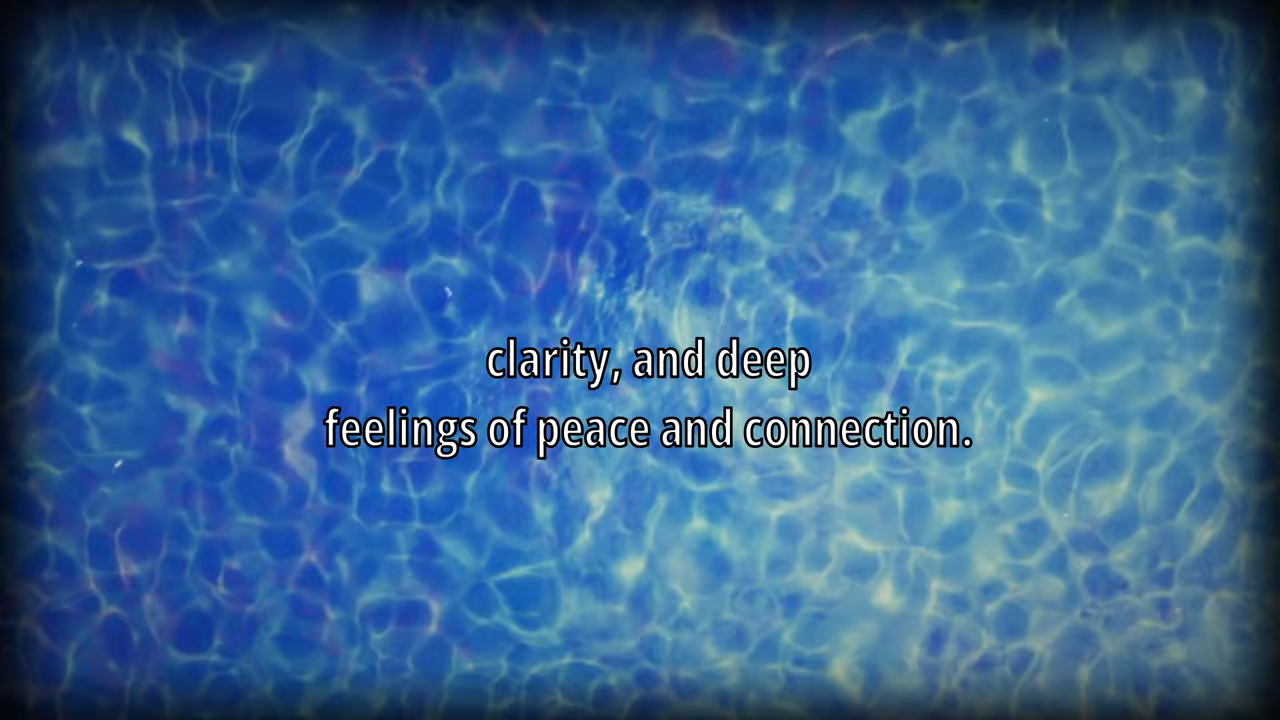 clarity, and deep
feelings of peace and connection.